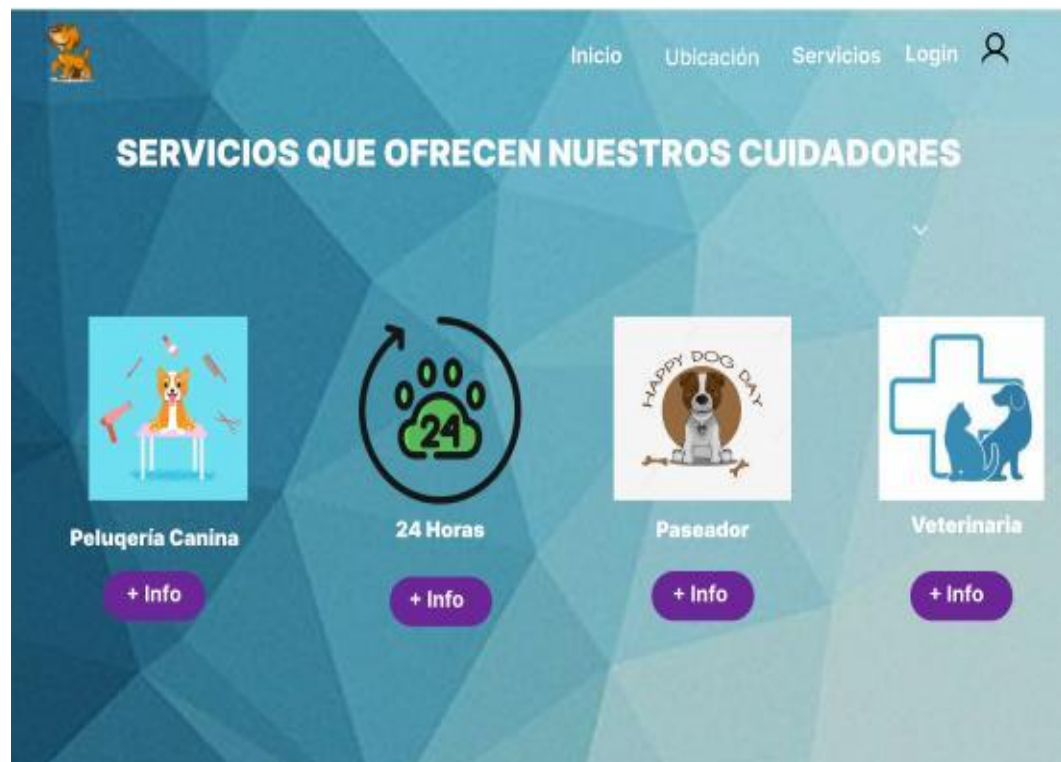 Inicio Ubicación Servicios Login
SERVICIOS QUE OFRECEN NUESTROS CUIDADORES
24
HAPPY DOG DAY
Peluqería Canina 24 Horas Paseador Veterinaria
+ Info + Info + Info + Info